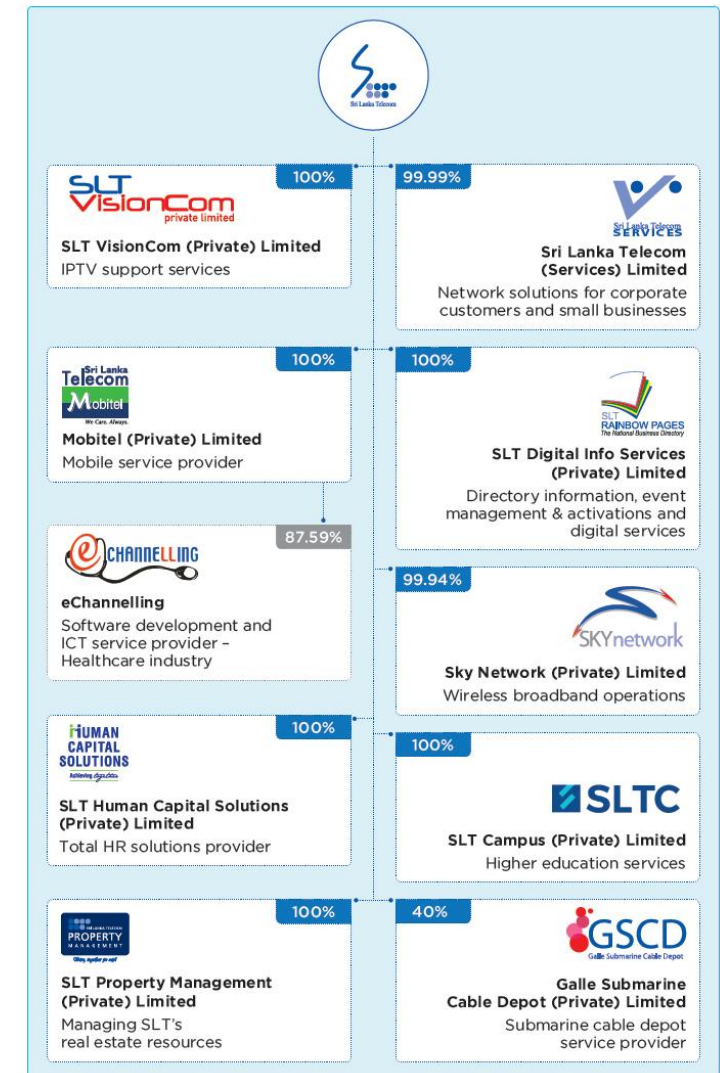 Sri Lanka Telecom
100%
SLT
VisionCom
private limited
SLT VisionCom (Private) Limited
IPTV support services
99.99%
Sri Lanka Telecom
SERVICES
Sri Lanka Telecom
(Services) Limited
Network solutions for corporate
customers and small businesses
100%
Sri Lanka
Telecom
Mobitel
We Care. Always.
Mobitel (Private) Limited
Mobile service provider
100%
SLT
RAINBOW PAGES
The National Business Directory
SLT Digital Info Services
(Private) Limited
Directory information, event
management & activations and
digital services
87.59%
e CHANNELLING
eChannelling
Software development and
ICT service provider –
Healthcare industry
99.94%
SKYnetwork
Sky Network (Private) Limited
Wireless broadband operations
100%
HUMAN
CAPITAL
SOLUTIONS
SLT Human Capital Solutions
(Private) Limited
Total HR solutions provider
100%
SLTC
SLT Campus (Private) Limited
Higher education services
100%
SRI LANKA TELECOM
PROPERTY
MANAGEMENT
SLT Property Management
(Private) Limited
Managing SLT’s
real estate resources
40%
GSCD
Galle Submarine Cable Depot
Galle Submarine
Cable Depot (Private) Limited
Submarine cable depot
service provider